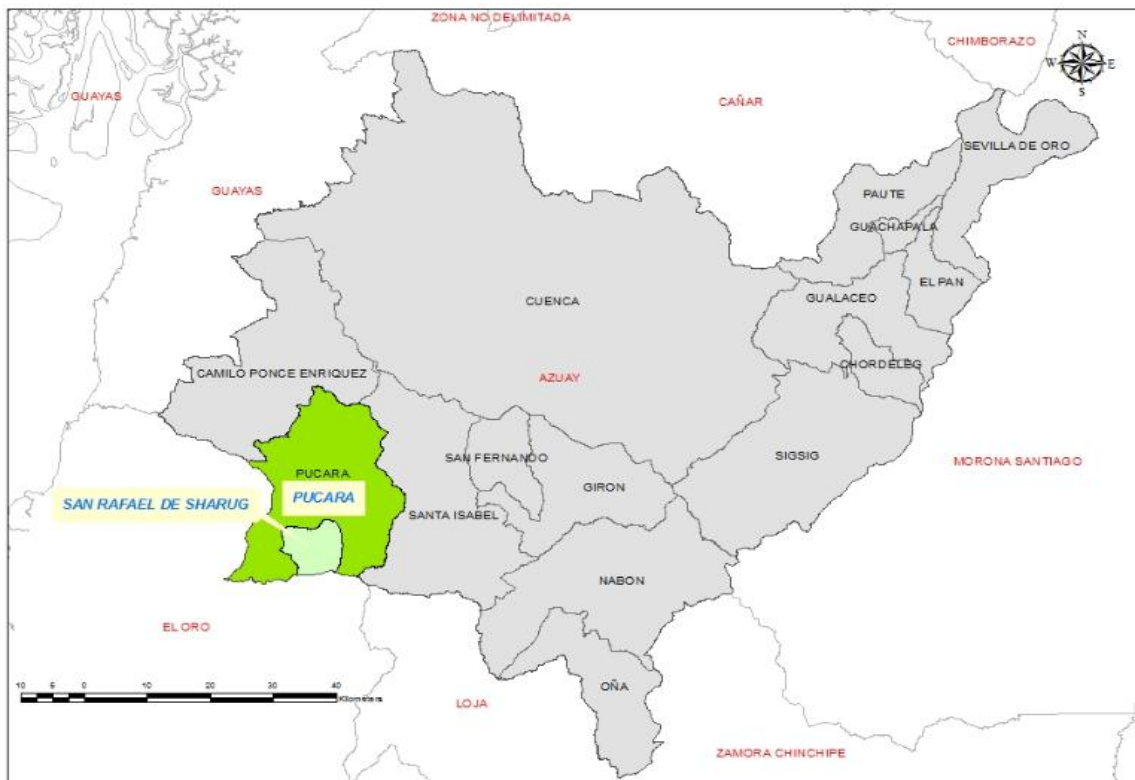 ZONA NO DELIMITADA
CHIMBORAZO
N
W
E
S
GUAYAS
CAÑAR
SEVILLA DE ORO
GUAYAS
PAUTE
GUACHAPALA
EL PAN
GUALACEO
CUENCA
CHORDELEG
CAMILO PONCE ENRIQUEZ
AZUAY
SIGSIG
MORONA SANTIAGO
SAN FERNANDO
PUCARA
PUCARA
GIRON
SAN RAFAEL DE SHARUG
SANTA ISABEL
NABON
EL ORO
OÑA
10 5 0 10 20 30 40
Kilometers
LOJA
ZAMORA CHINCHIPE